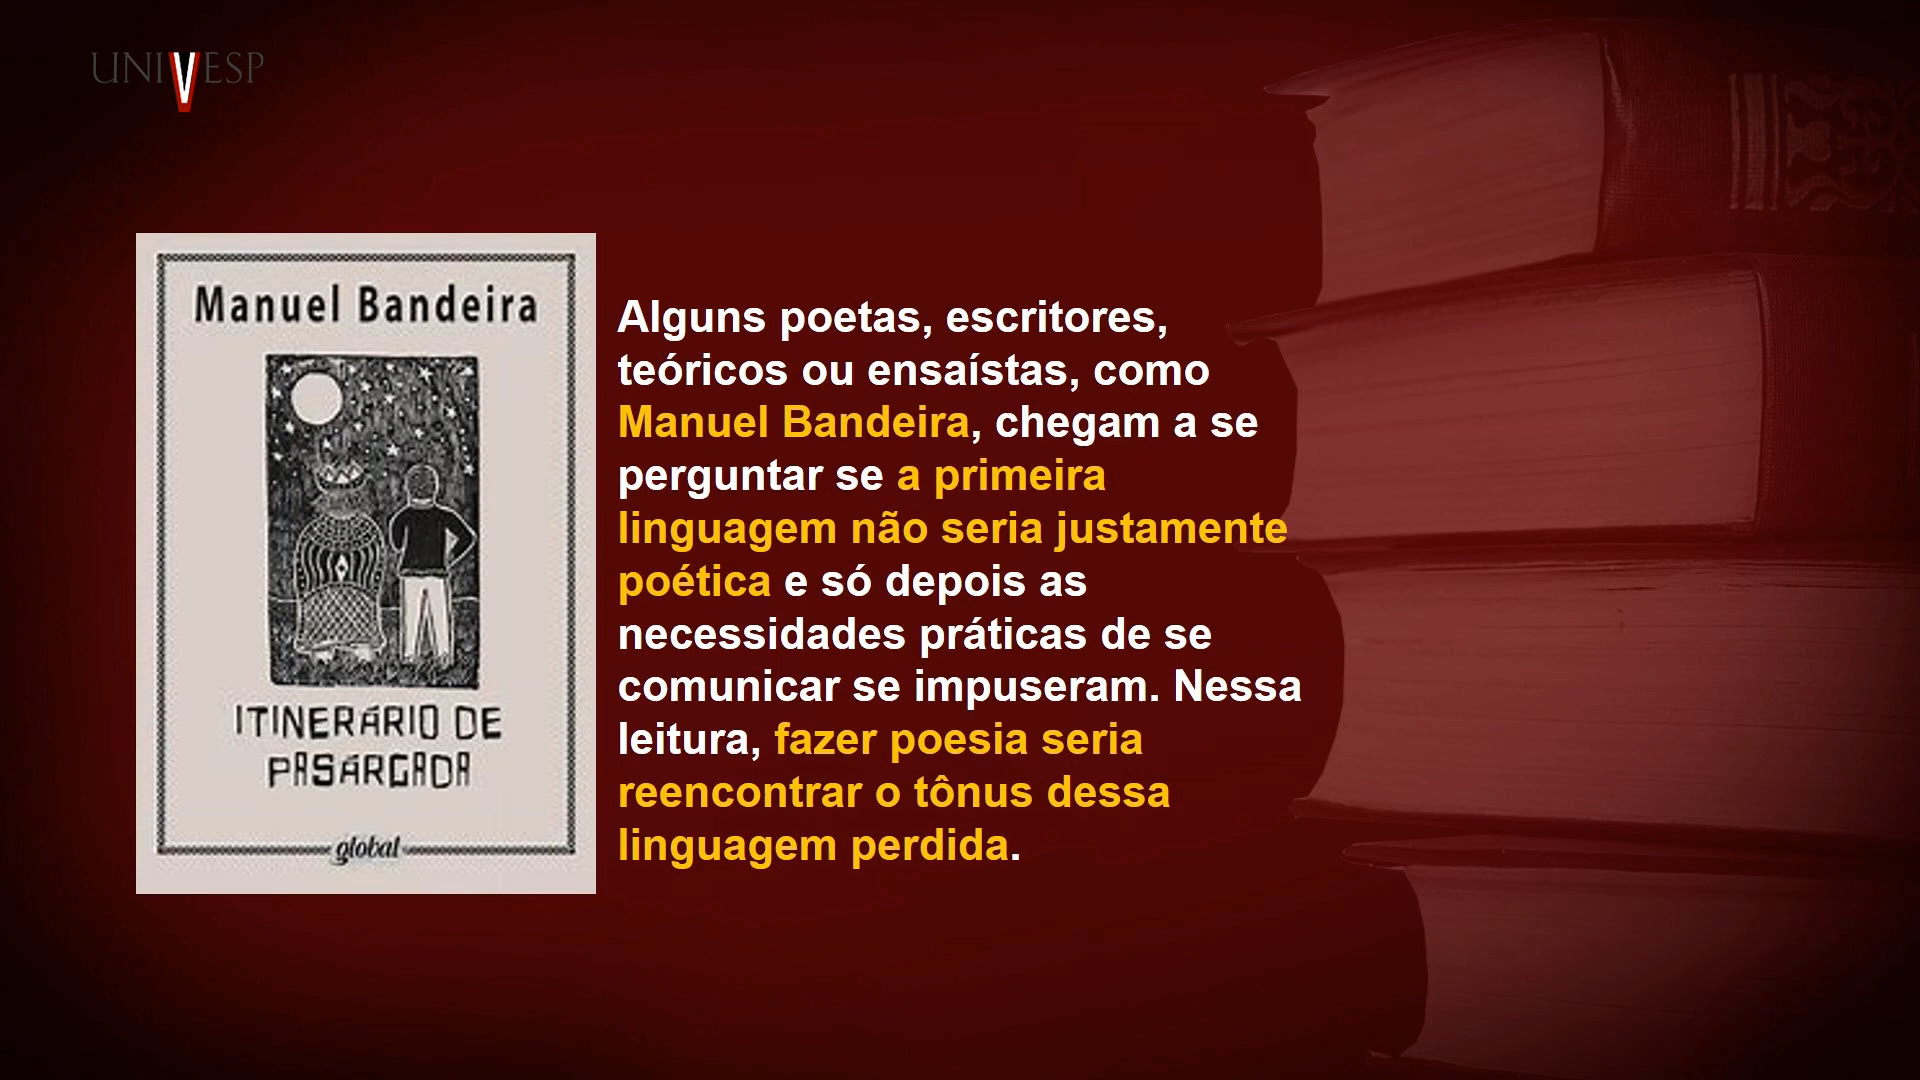 UNIVESP
Manuel Bandeira
ITINERÁRIO DE
PASÁRGADA
global
Alguns poetas, escritores,
teóricos ou ensaístas, como
Manuel Bandeira, chegam a se
perguntar se a primeira
linguagem não seria justamente
poética e só depois as
necessidades práticas de se
comunicar se impuseram. Nessa
leitura, fazer poesia seria
reencontrar o tônus dessa
linguagem perdida.